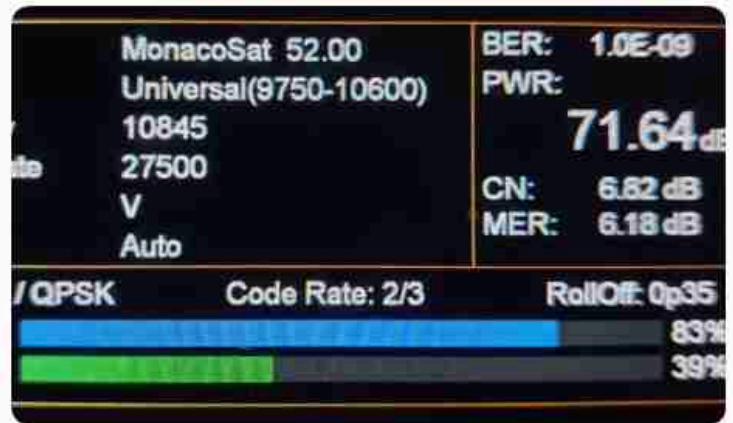 MonacoSat 52.00
Universal(9750-10600)
10845
27500
V
Auto
BER: 1.0E-09
PWR:
71.64
CN: 6.82 dB
MER: 6.18 dB
/ QPSK Code Rate: 2/3 RollOff: 0p35
83%
39%